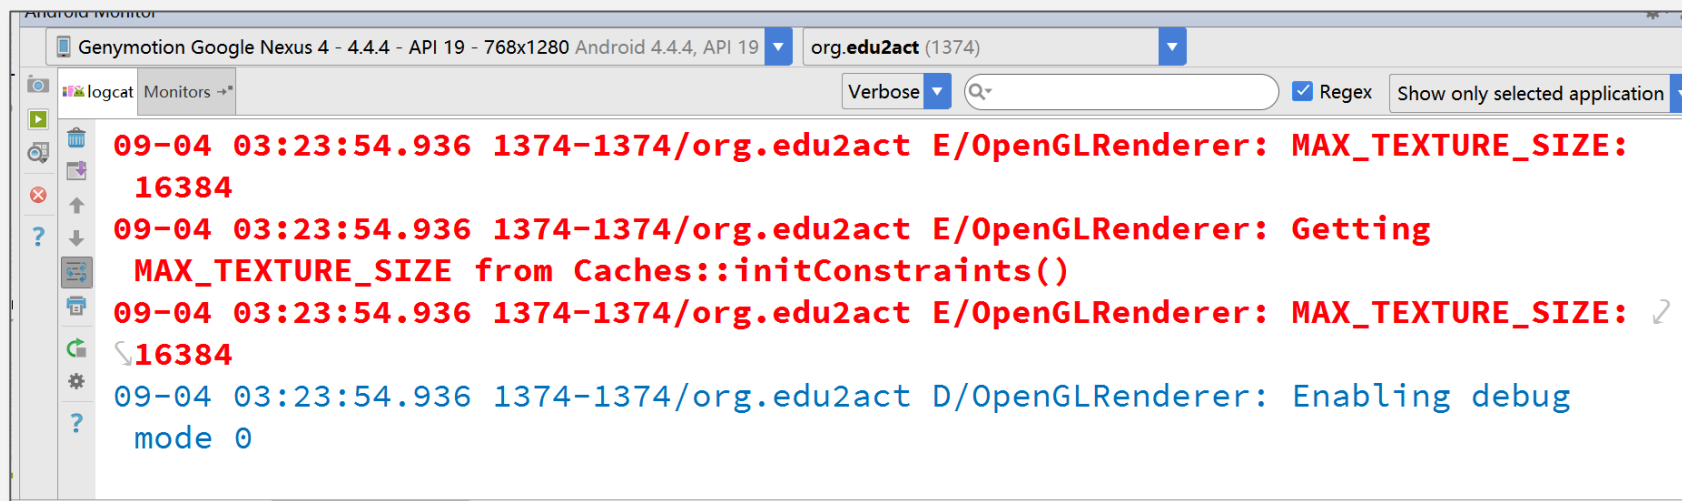 Android Monitor
Genymotion Google Nexus 4 - 4.4.4 - API 19 - 768x1280 Android 4.4.4, API 19 org.edu2act (1374)
logcat Monitors Verbose Regex Show only selected application
09-04 03:23:54.936 1374-1374/org.edu2act E/OpenGLRenderer: MAX_TEXTURE_SIZE:
16384
09-04 03:23:54.936 1374-1374/org.edu2act E/OpenGLRenderer: Getting
MAX_TEXTURE_SIZE from Caches::initConstraints()
09-04 03:23:54.936 1374-1374/org.edu2act E/OpenGLRenderer: MAX_TEXTURE_SIZE:
16384
09-04 03:23:54.936 1374-1374/org.edu2act D/OpenGLRenderer: Enabling debug
mode 0